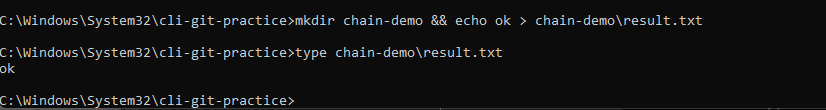 C:\Windows\System32\cli-git-practice>mkdir chain-demo && echo ok > chain-demo\result.txt
C:\Windows\System32\cli-git-practice>type chain-demo\result.txt
ok
C:\Windows\System32\cli-git-practice>